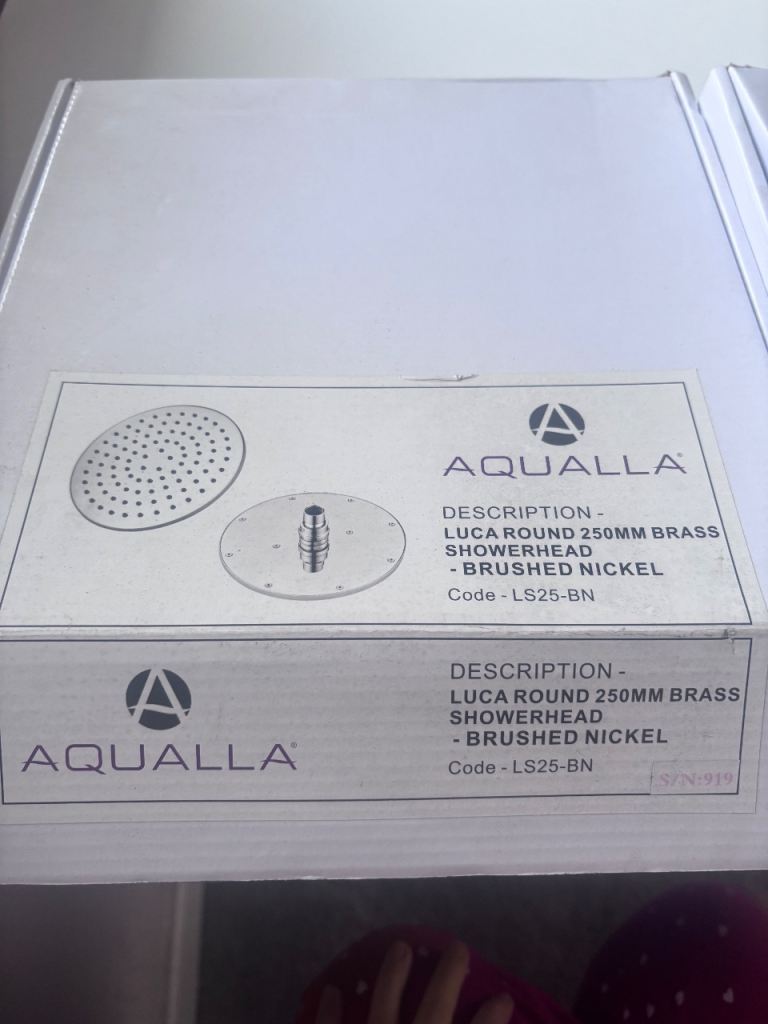 AQUALLA®
DESCRIPTION -
LUCA ROUND 250MM BRASS
SHOWERHEAD
- BRUSHED NICKEL
Code - LS25-BN
AQUALLA®
DESCRIPTION -
LUCA ROUND 250MM BRASS
SHOWERHEAD
- BRUSHED NICKEL
Code - LS25-BN
S/N:919